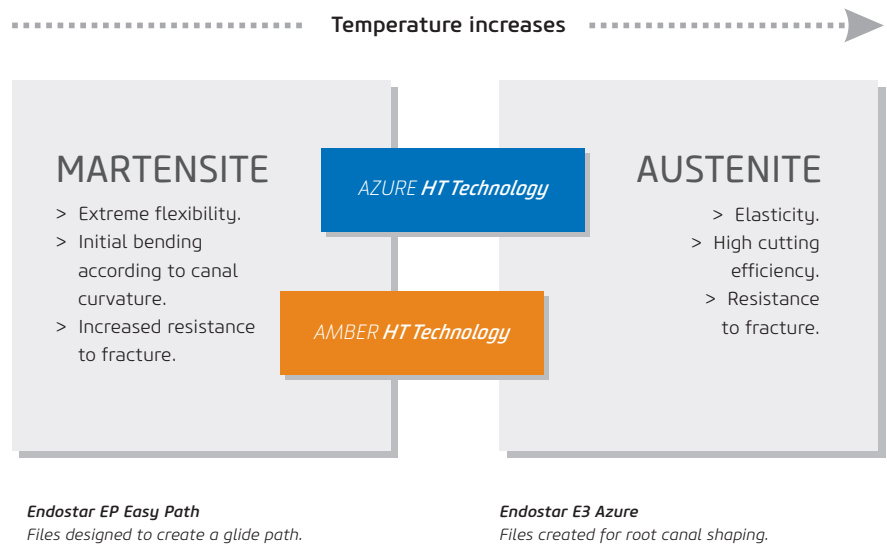 Temperature increases
MARTENSITE
> Extreme flexibility.
> Initial bending
according to canal
curvature.
> Increased resistance
to fracture.
AZURE HT Technology
AMBER HT Technology
AUSTENITE
> Elasticity.
> High cutting
efficiency.
> Resistance
to fracture.
Endostar EP Easy Path
Files designed to create a glide path.
Endostar E3 Azure
Files created for root canal shaping.